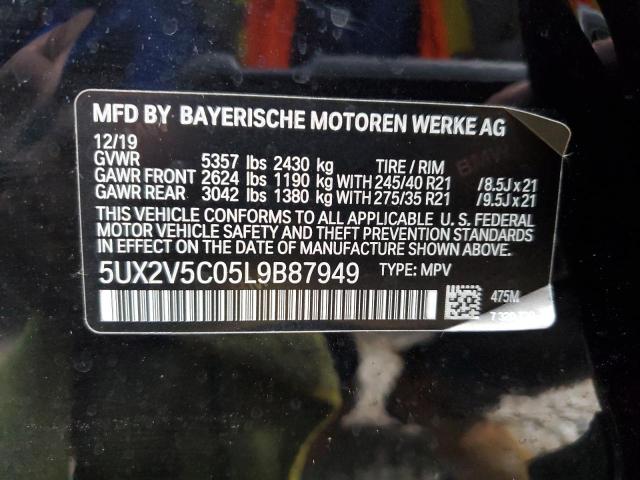 MFD BY BAYERISCHE MOTOREN WERKE AG
12/19
GVWR 5357 lbs 2430 kg TIRE / RIM
GAWR FRONT 2624 lbs 1190 kg WITH 245/40 R21 /8.5J x 21
GAWR REAR 3042 lbs 1380 kg WITH 275/35 R21 /9.5J x 21
THIS VEHICLE CONFORMS TO ALL APPLICABLE U. S. FEDERAL
MOTOR VEHICLE SAFETY AND THEFT PREVENTION STANDARDS
IN EFFECT ON THE DATE OF MANUFACTURE SHOWN ABOVE.
5UX2V5C05L9B87949 TYPE: MPV
475M